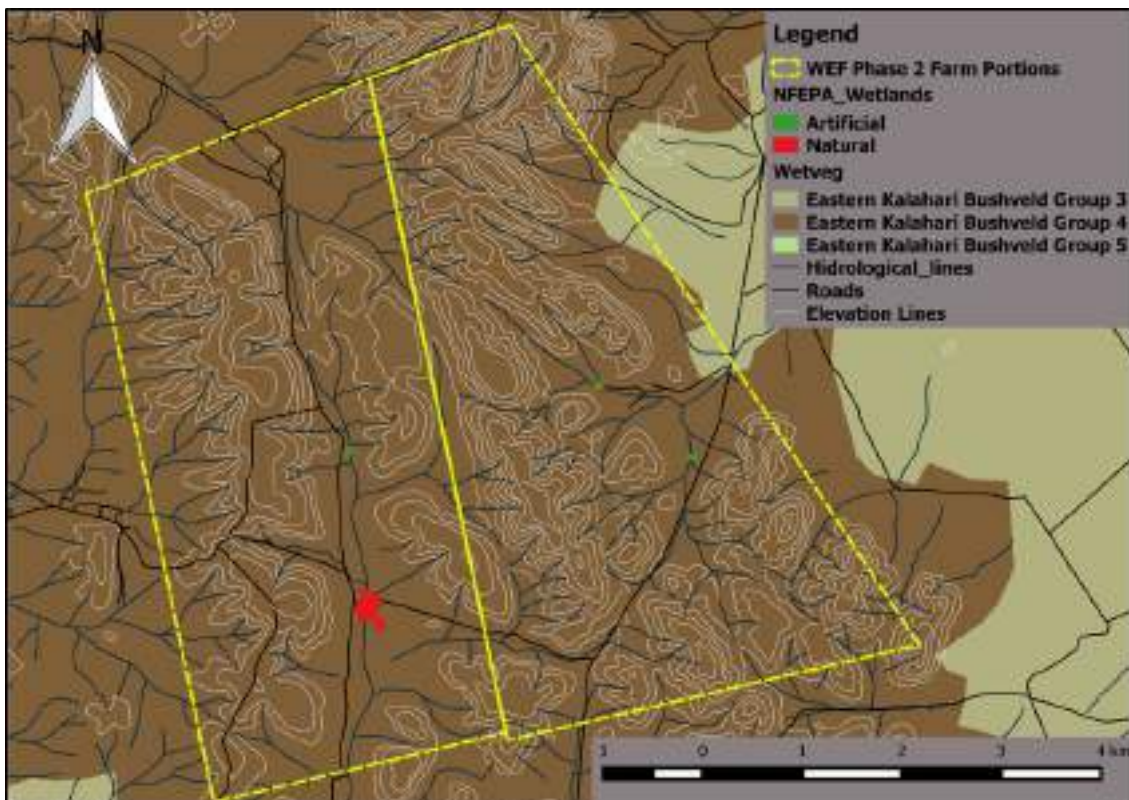 N
Legend
WEF Phase 2 Farm Portions
NFEPA_Wetlands
Artificial
Natural
Wetveg
Eastern Kalahari Bushveld Group 3
Eastern Kalahari Bushveld Group 4
Eastern Kalahari Bushveld Group 5
Hidrological_lines
Roads
Elevation Lines
1 0 1 2 3 4 km